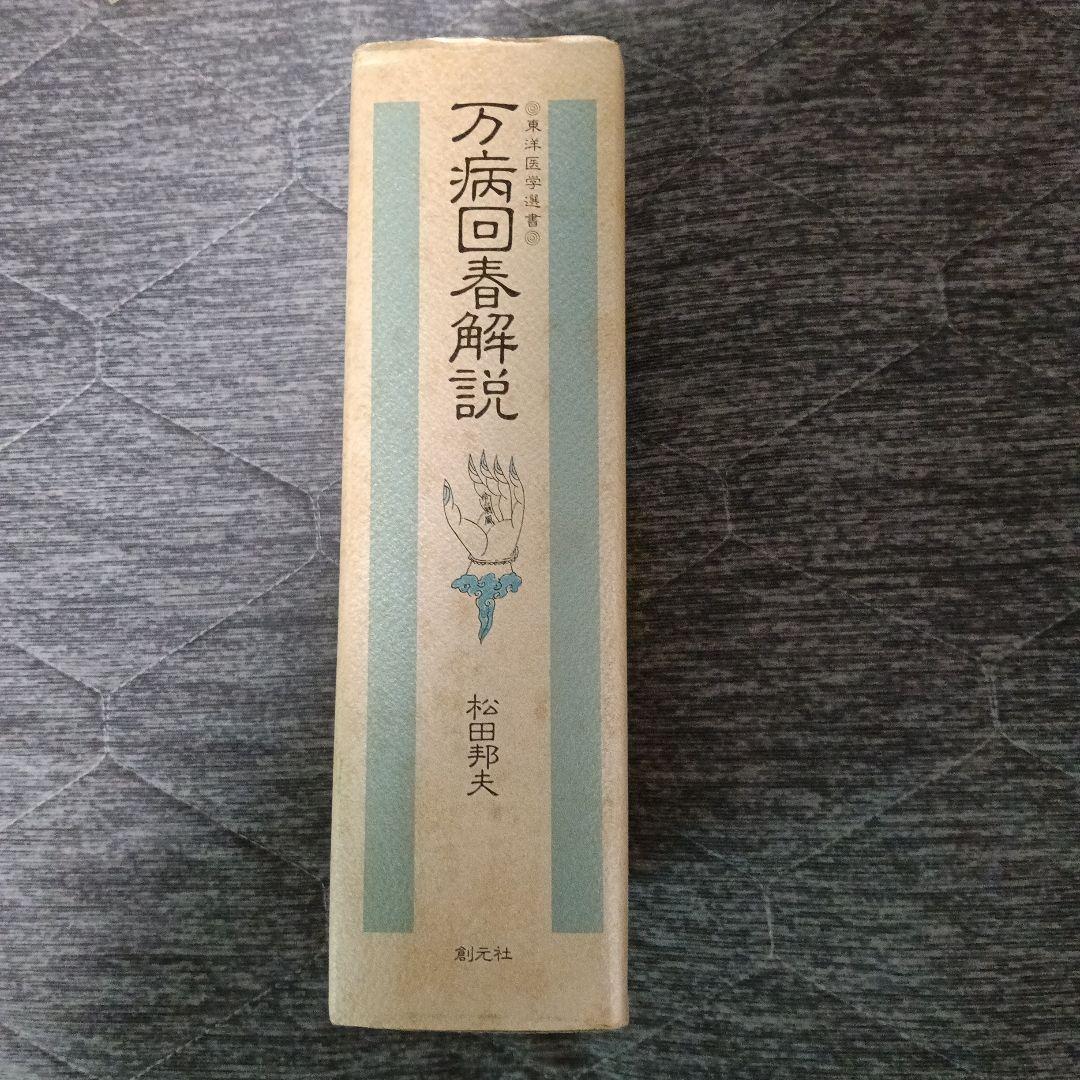 東洋医学選書
万病回春解説
松田邦夫
創元社